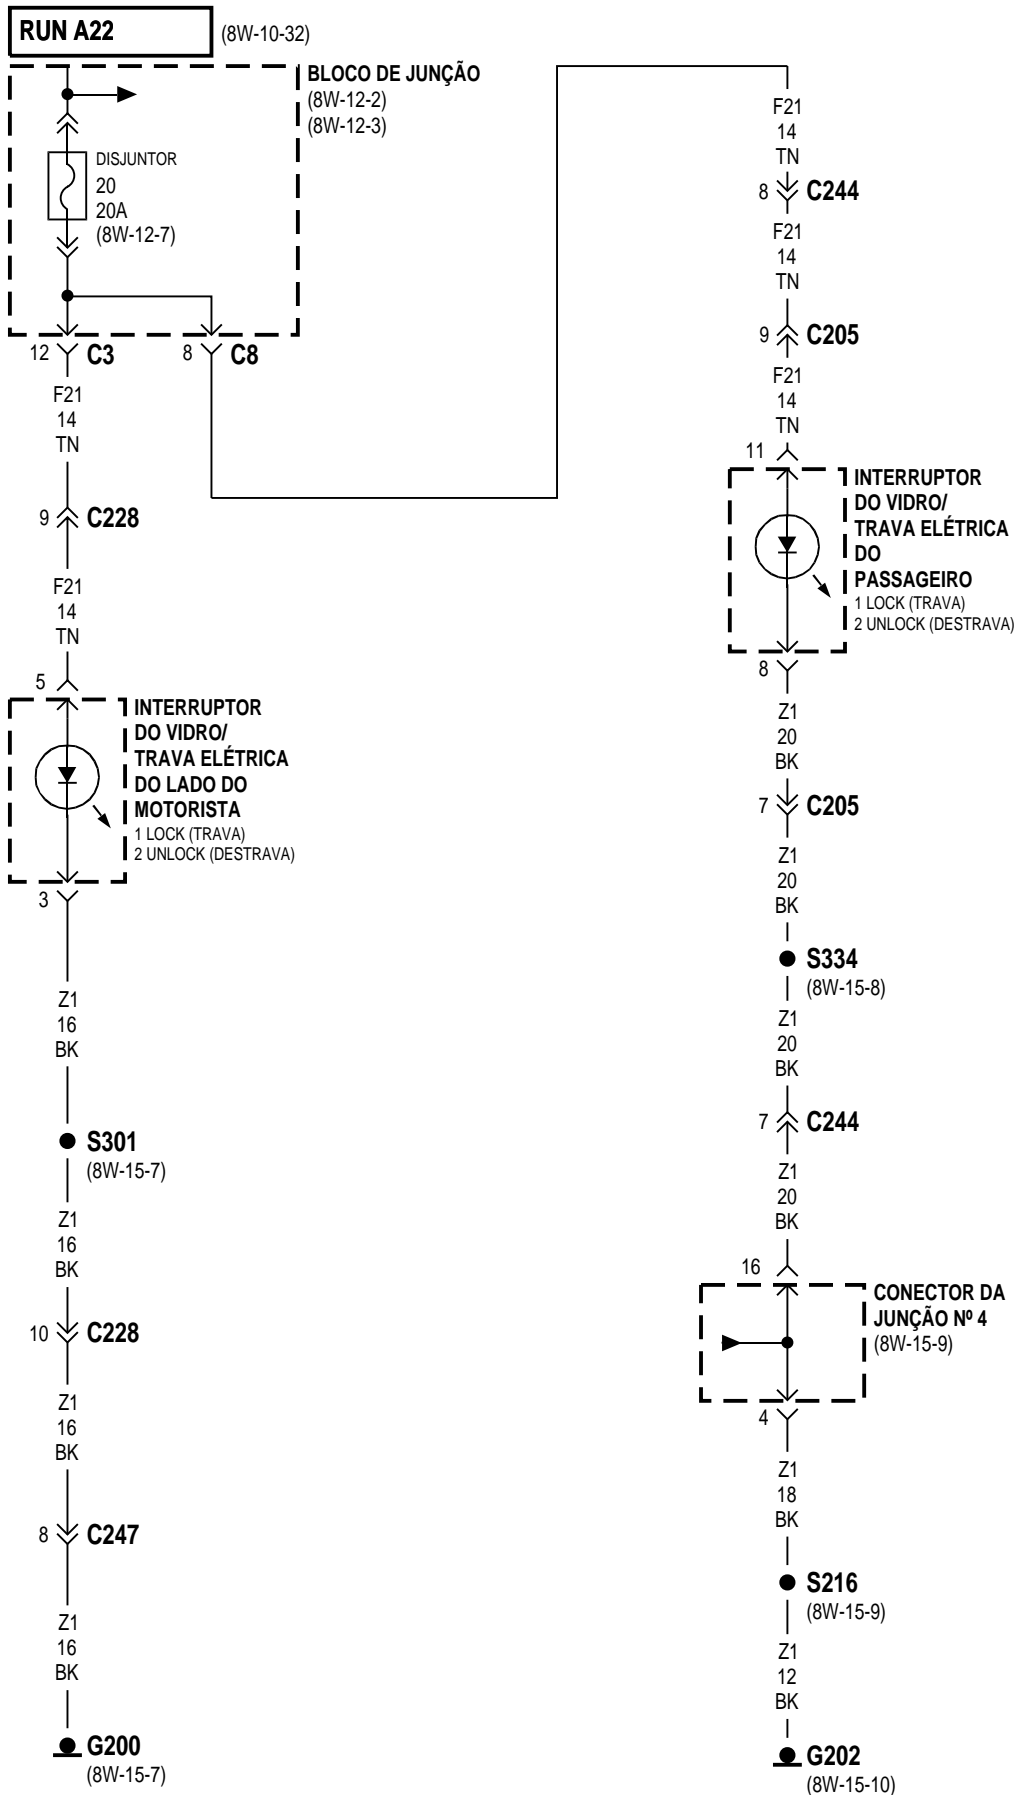 RUN A22
(8W-10-32)
BLOCO DE JUNÇÃO
(8W-12-2)
(8W-12-3)
DISJUNTOR
20
20A
(8W-12-7)
12 C3
8 C8
F21
14
TN
9 C228
F21
14
TN
5
INTERRUPTOR
DO VIDRO/
TRAVA ELÉTRICA
DO LADO DO
MOTORISTA
1 LOCK (TRAVA)
2 UNLOCK (DESTRAVA)
3
Z1
16
BK
S301
(8W-15-7)
Z1
16
BK
10 C228
Z1
16
BK
8 C247
Z1
16
BK
G200
(8W-15-7)
F21
14
TN
8 C244
F21
14
TN
9 C205
F21
14
TN
11
INTERRUPTOR
DO VIDRO/
TRAVA ELÉTRICA
DO
PASSAGEIRO
1 LOCK (TRAVA)
2 UNLOCK (DESTRAVA)
8
Z1
20
BK
7 C205
Z1
20
BK
S334
(8W-15-8)
Z1
20
BK
7 C244
Z1
20
BK
16
CONECTOR DA
JUNÇÃO Nº 4
(8W-15-9)
4
Z1
18
BK
S216
(8W-15-9)
Z1
12
BK
G202
(8W-15-10)